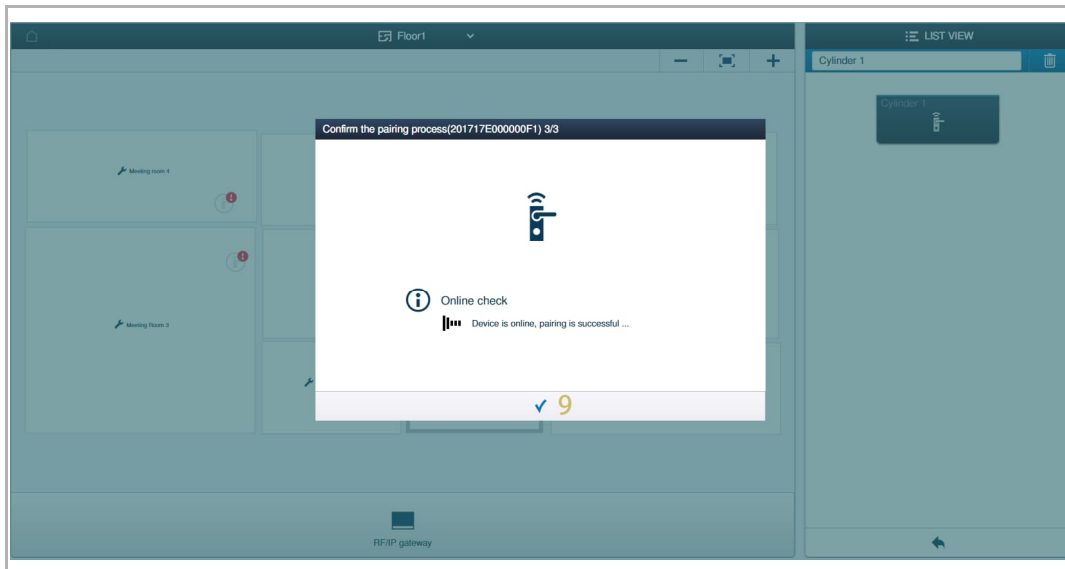 Floor1
LIST VIEW
Cylinder 1
Cylinder 1
Confirm the pairing process(201717E000000F1) 3/3
Meeting room 4
Online check
Device is online, pairing is successful ...
Meeting Room 3
9
RF/IP gateway